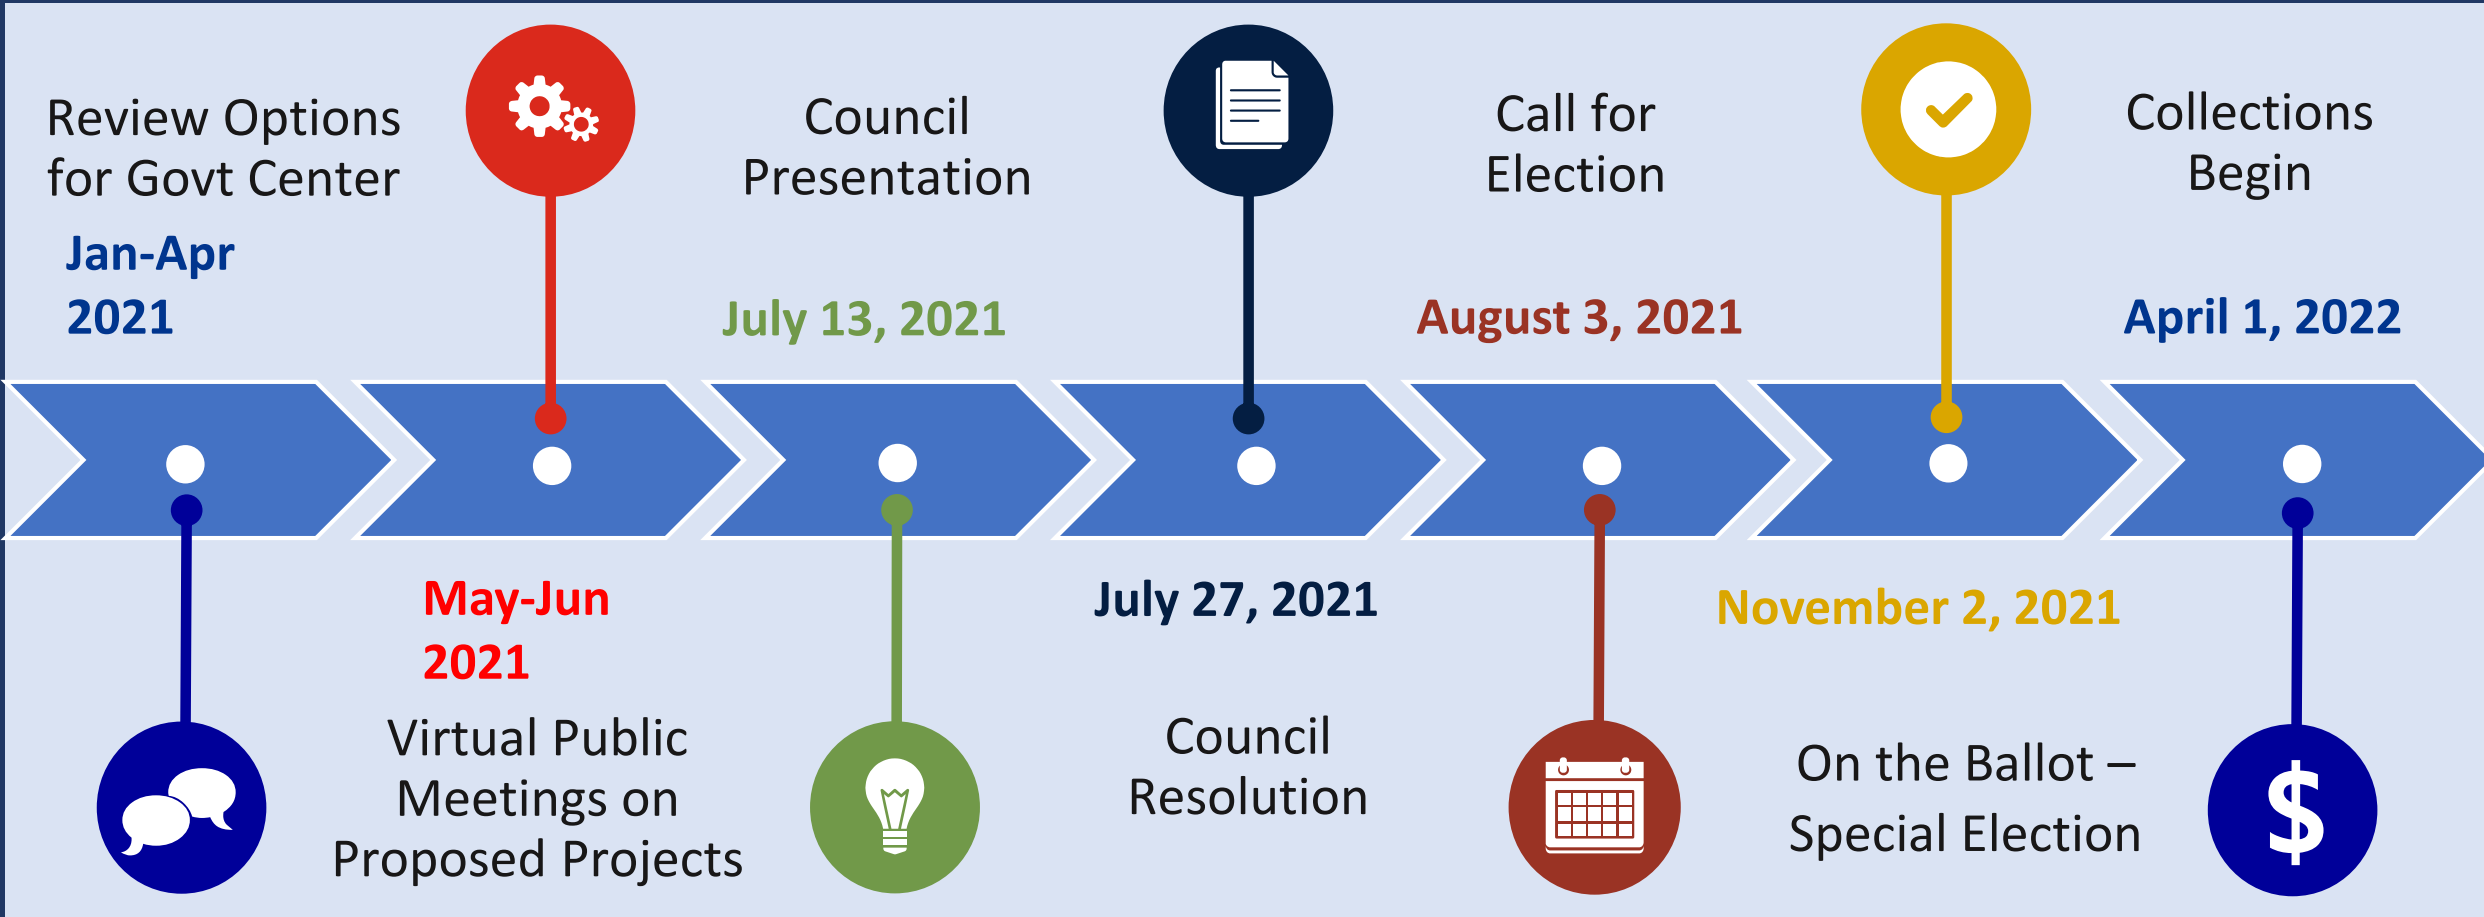 Review Options
for Govt Center
Jan-Apr
2021
May-Jun
2021
Virtual Public
Meetings on
Proposed Projects
Council
Presentation
July 13, 2021
July 27, 2021
Council
Resolution
Call for
Election
August 3, 2021
November 2, 2021
On the Ballot –
Special Election
Collections
Begin
April 1, 2022
$